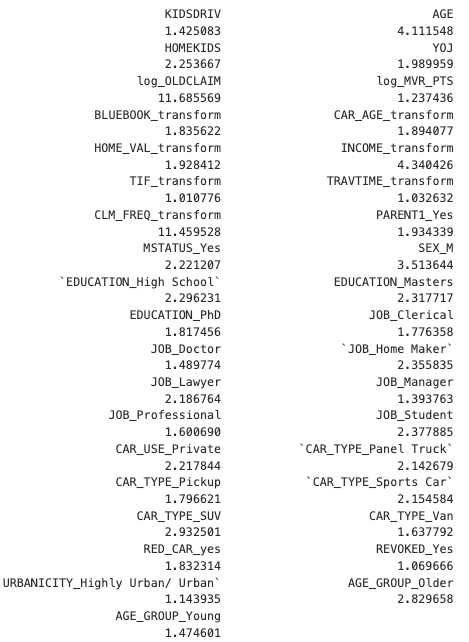 KIDSDRIV AGE
1.425083 4.111548
HOMEKIDS YOJ
2.253667 1.989959
log_OLDCLAIM log_MVR_PTS
11.685569 1.237436
BLUEBOOK_transform CAR_AGE_transform
1.835622 1.894077
HOME_VAL_transform INCOME_transform
1.928412 4.340426
TIF_transform TRAVTIME_transform
1.010776 1.032632
CLM_FREQ_transform PARENT1_Yes
11.459528 1.934339
MSTATUS_Yes SEX_M
2.221207 3.513644
`EDUCATION_High School` EDUCATION_Masters
2.296231 2.317717
EDUCATION_PhD JOB_Clerical
1.817456 1.776358
JOB_Doctor `JOB_Home Maker`
1.489774 2.355835
JOB_Lawyer JOB_Manager
2.186764 1.393763
JOB_Professional JOB_Student
1.600690 2.377885
CAR_USE_Private `CAR_TYPE_Panel Truck`
2.217844 2.142679
CAR_TYPE_Pickup `CAR_TYPE_Sports Car`
1.796621 2.154584
CAR_TYPE_SUV CAR_TYPE_Van
2.932501 1.637792
RED_CAR_yes REVOKED_Yes
1.832314 1.069666
URBANICITY_Highly Urban/ Urban` AGE_GROUP_Older
1.143935 2.829658
AGE_GROUP_Young
1.474601